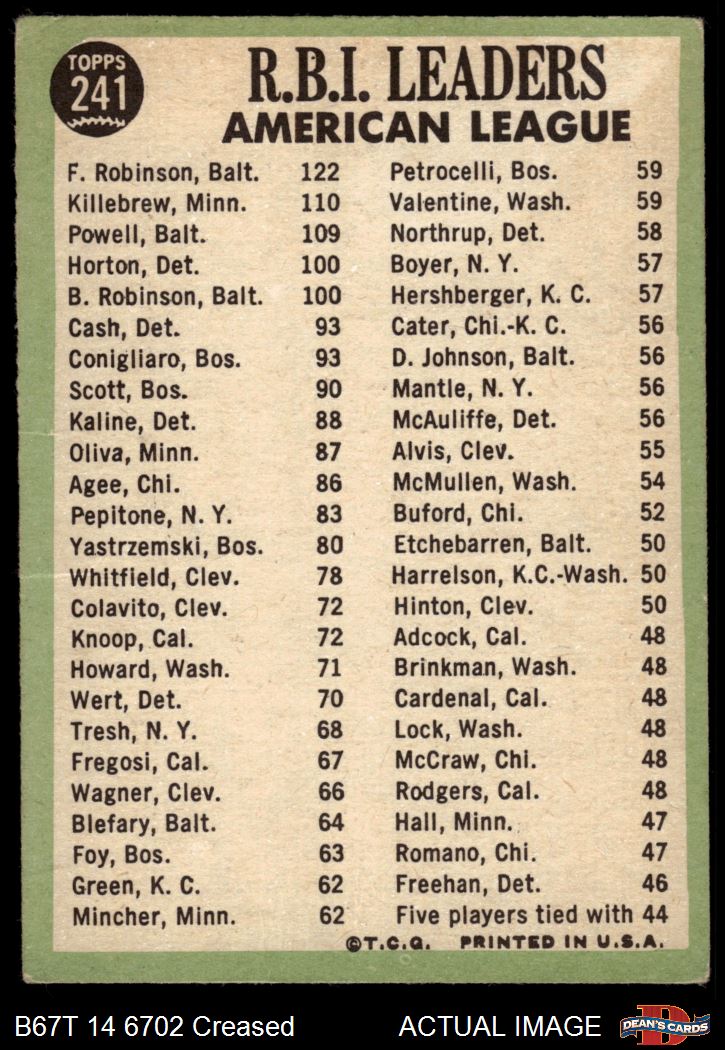 TOPPS
241
R.B.I. LEADERS
AMERICAN LEAGUE
F. Robinson, Balt. 122
Killebrew, Minn. 110
Powell, Balt. 109
Horton, Det. 100
B. Robinson, Balt. 100
Cash, Det. 93
Conigliaro, Bos. 93
Scott, Bos. 90
Kaline, Det. 88
Oliva, Minn. 87
Agee, Chi. 86
Pepitone, N. Y. 83
Yastrzemski, Bos. 80
Whitfield, Clev. 78
Colavito, Clev. 72
Knoop, Cal. 72
Howard, Wash. 71
Wert, Det. 70
Tresh, N. Y. 68
Fregosi, Cal. 67
Wagner, Clev. 66
Blefary, Balt. 64
Foy, Bos. 63
Green, K. C. 62
Mincher, Minn. 62
Petrocelli, Bos. 59
Valentine, Wash. 59
Northrup, Det. 58
Boyer, N. Y. 57
Hershberger, K. C. 57
Cater, Chi.-K. C. 56
D. Johnson, Balt. 56
Mantle, N. Y. 56
McAuliffe, Det. 56
Alvis, Clev. 55
McMullen, Wash. 54
Buford, Chi. 52
Etchebarren, Balt. 50
Harrelson, K.C.-Wash. 50
Hinton, Clev. 50
Adcock, Cal. 48
Brinkman, Wash. 48
Cardenal, Cal. 48
Lock, Wash. 48
McCraw, Chi. 48
Rodgers, Cal. 48
Hall, Minn. 47
Romano, Chi. 47
Freehan, Det. 46
Five players tied with 44
©T.C.G. PRINTED IN U.S.A.
B67T 14 6702 Creased
ACTUAL IMAGE
D
DEAN'S CARDS